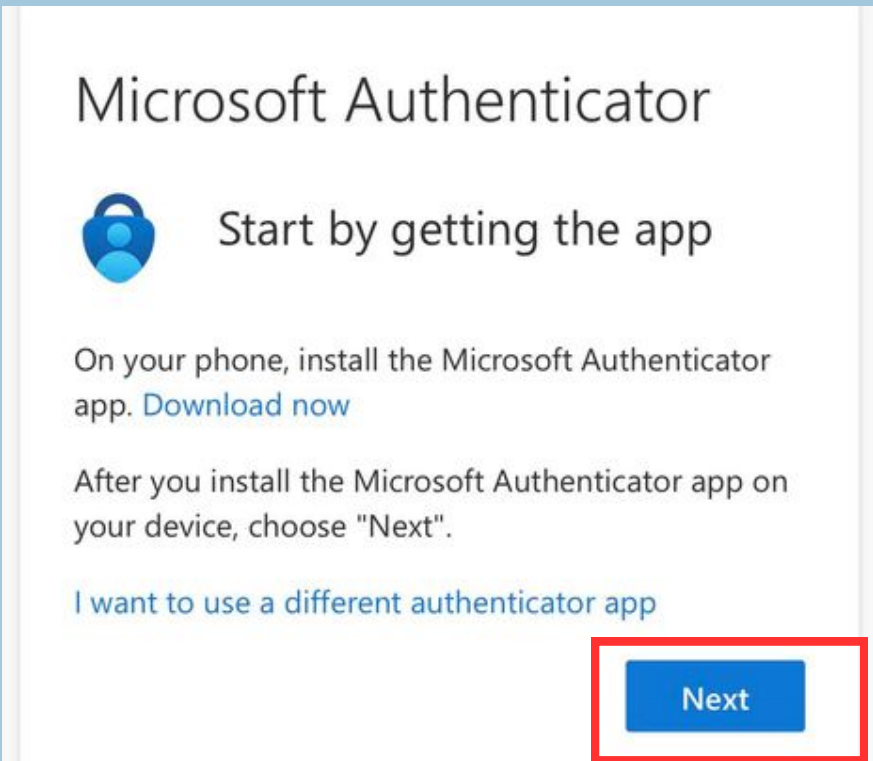 Microsoft Authenticator
Start by getting the app
On your phone, install the Microsoft Authenticator
app. Download now
After you install the Microsoft Authenticator app on
your device, choose "Next".
I want to use a different authenticator app
Next